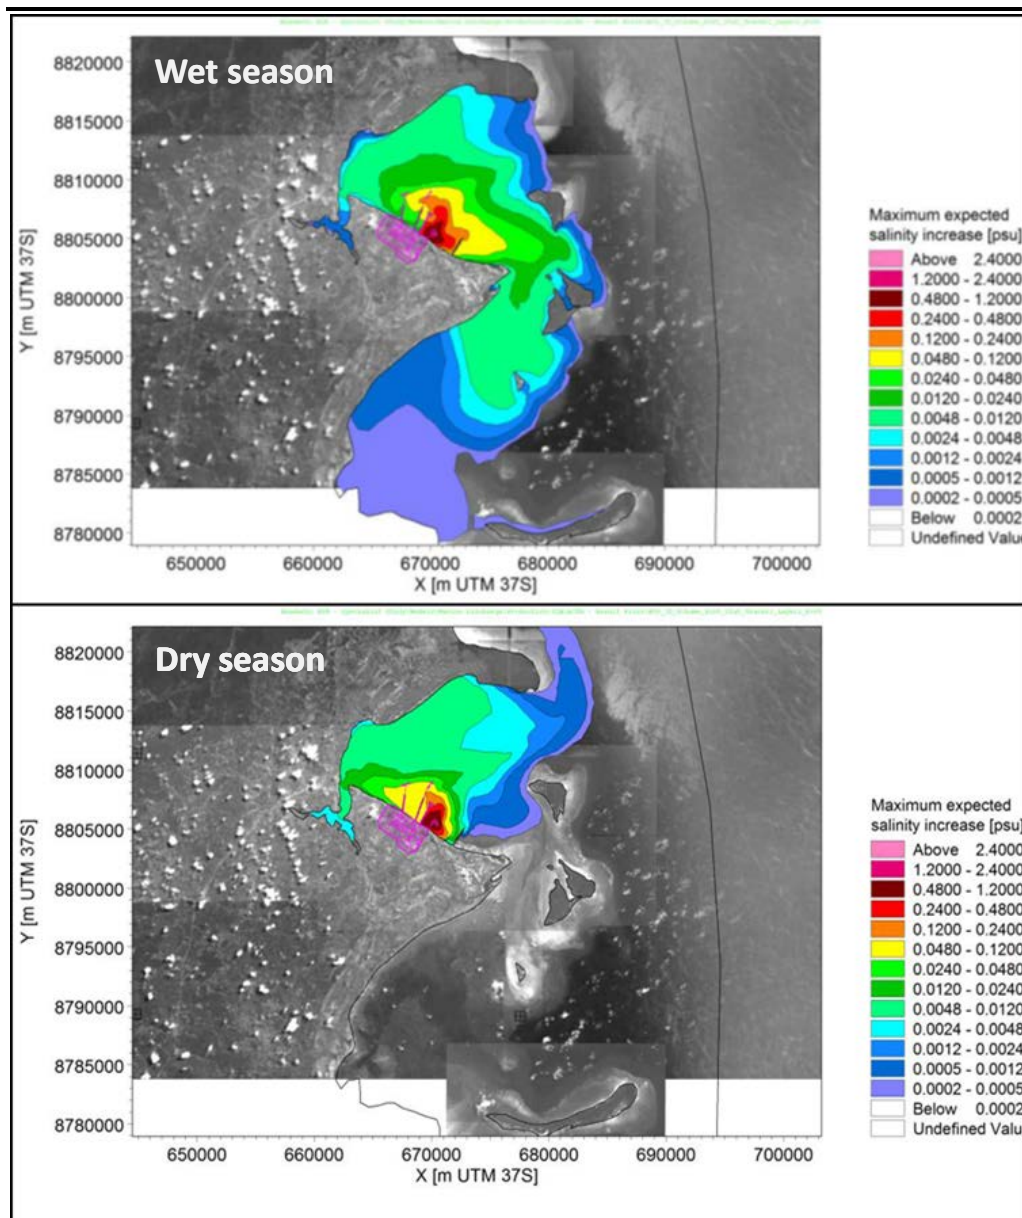 Wet season
8820000
8815000
8810000
8805000
8800000
8795000
8790000
8785000
8780000
Y [m UTM 37S]
650000 660000 670000 680000 690000 700000
X [m UTM 37S]
Maximum expected
salinity increase [psu]
Above 2.4000
1.2000 - 2.4000
0.4800 - 1.2000
0.2400 - 0.4800
0.1200 - 0.2400
0.0480 - 0.1200
0.0240 - 0.0480
0.0120 - 0.0240
0.0048 - 0.0120
0.0024 - 0.0048
0.0012 - 0.0024
0.0005 - 0.0012
0.0002 - 0.0005
Below 0.0002
Undefined Valu
Dry season
8820000
8815000
8810000
8805000
8800000
8795000
8790000
8785000
8780000
Y [m UTM 37S]
650000 660000 670000 680000 690000 700000
X [m UTM 37S]
Maximum expected
salinity increase [psu]
Above 2.4000
1.2000 - 2.4000
0.4800 - 1.2000
0.2400 - 0.4800
0.1200 - 0.2400
0.0480 - 0.1200
0.0240 - 0.0480
0.0120 - 0.0240
0.0048 - 0.0120
0.0024 - 0.0048
0.0012 - 0.0024
0.0005 - 0.0012
0.0002 - 0.0005
Below 0.0002
Undefined Valu